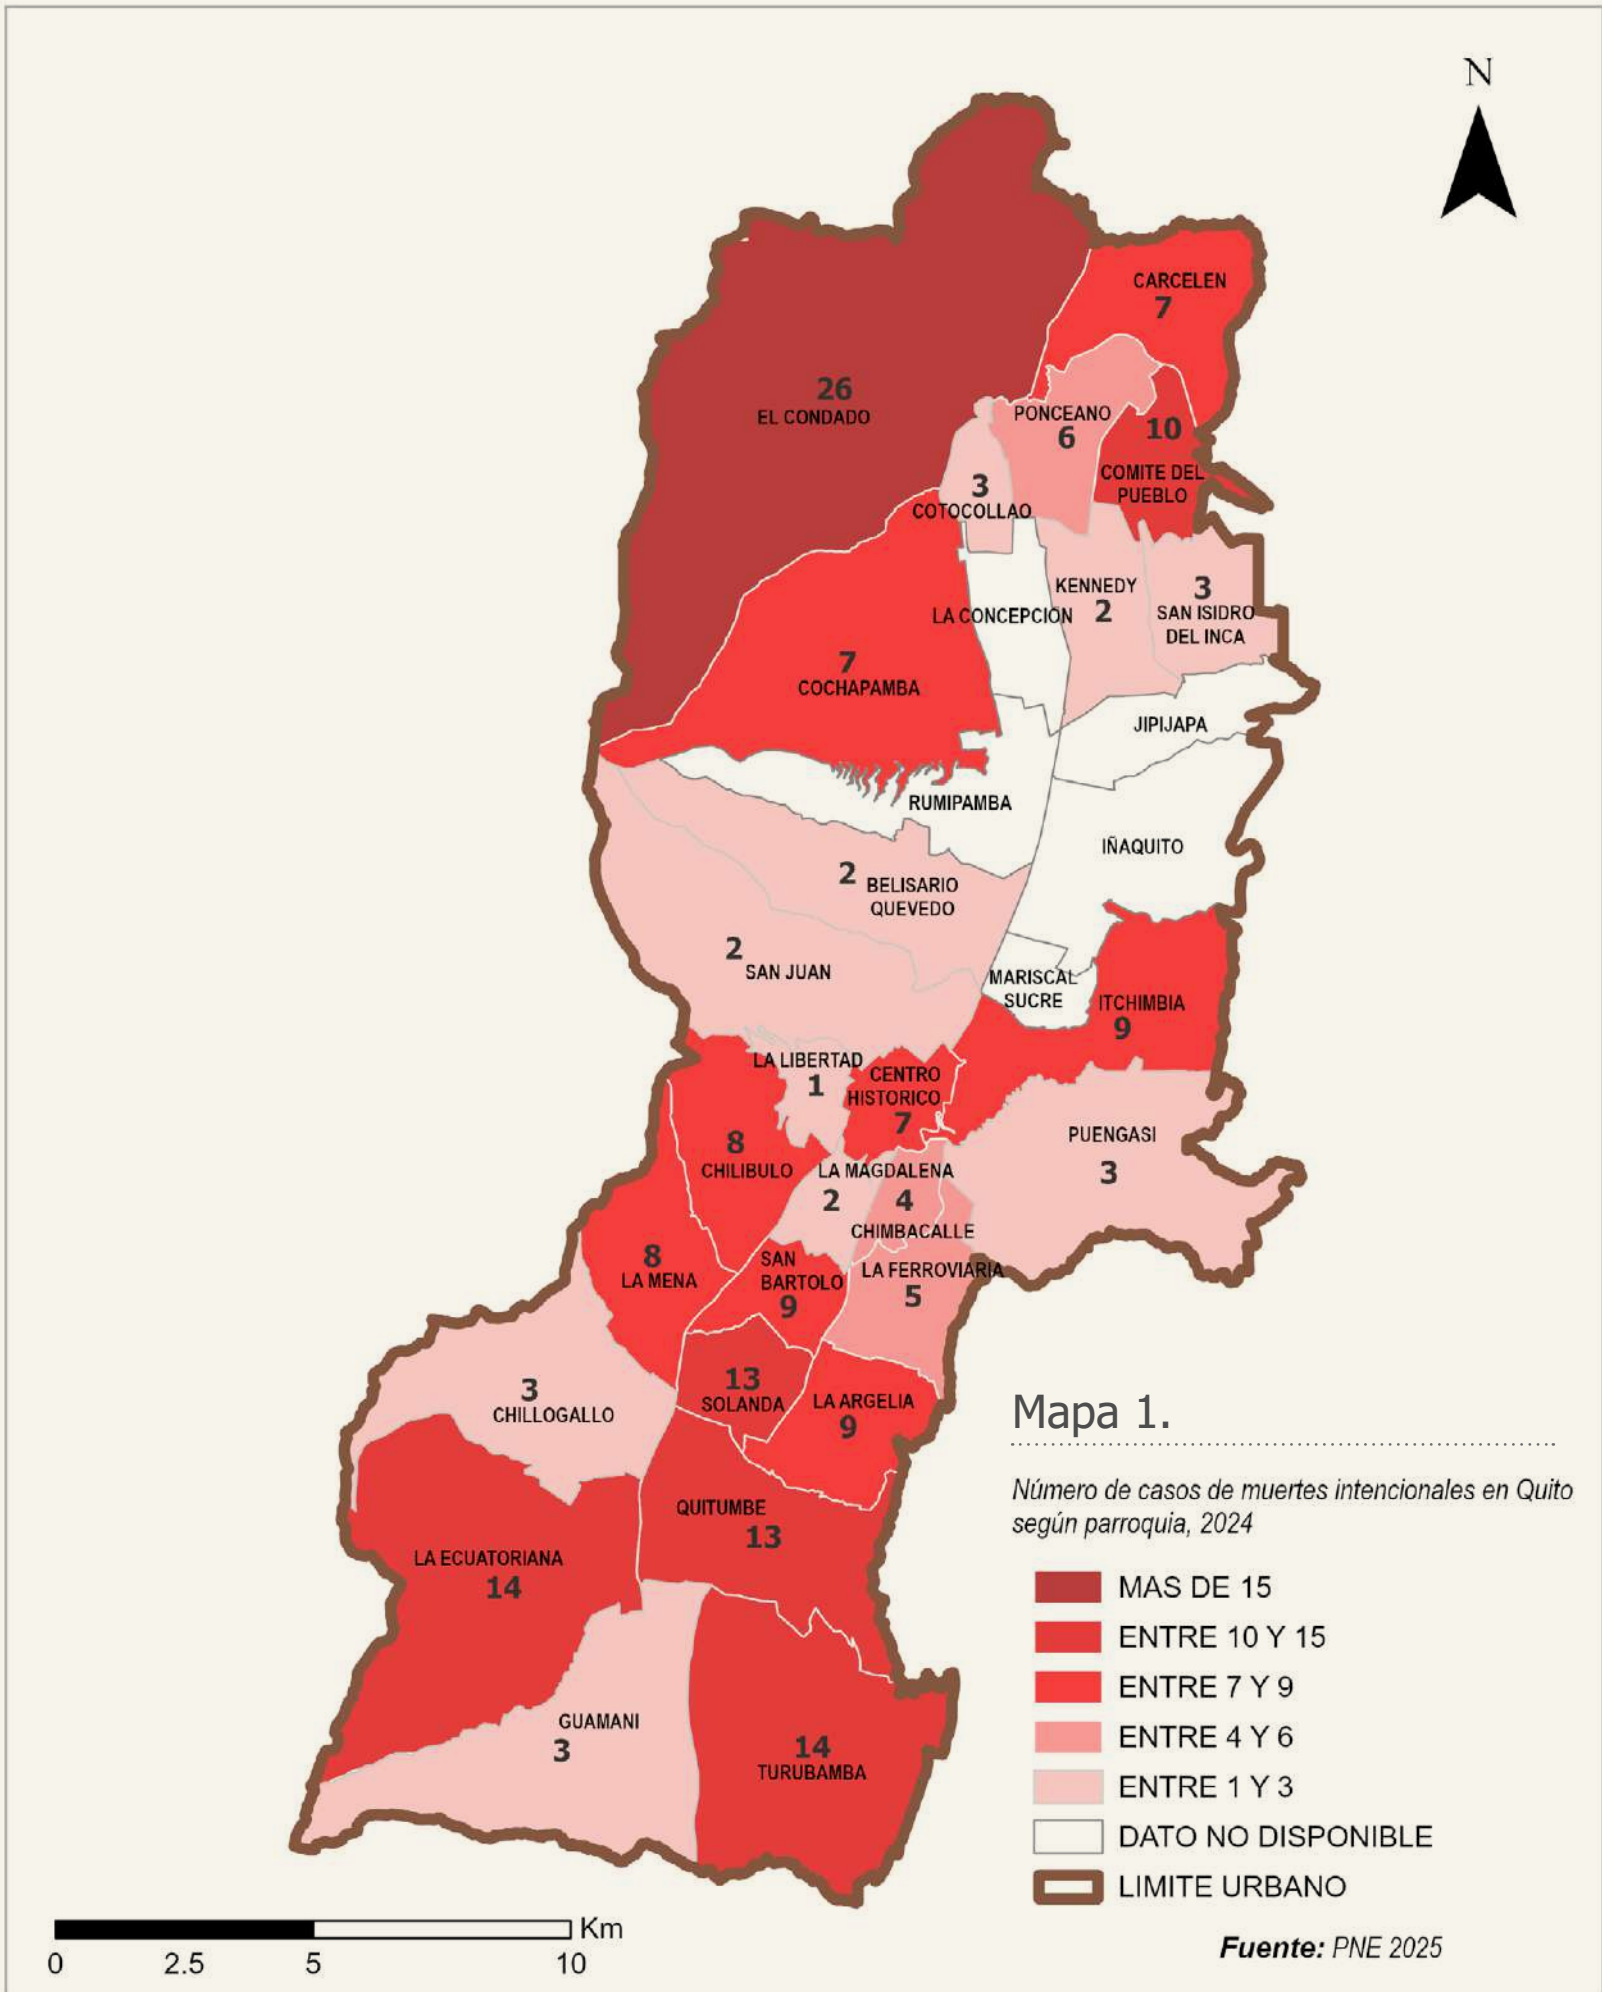 N
CARCELEN
7
26
EL CONDADO
PONCEANO
6
10
COMITE DEL
PUEBLO
3
COTOCOLLAO
KENNEDY
2
3
SAN ISIDRO
DEL INCA
LA CONCEPCIÓN
7
COCHAPAMBA
JIPIJAPA
RUMIPAMBA
IÑAQUITO
2
BELISARIO
QUEVEDO
2
SAN JUAN
MARISCAL
SUCRE
ITCHIMBIA
9
LA LIBERTAD
1
CENTRO
HISTORICO
7
PUENGASI
3
8
CHILIBULO
LA MAGDALENA
2
4
CHIMBACALLE
8
LA MENA
SAN
BARTOLO
9
LA FERROVIARIA
5
13
SOLANDA
LA ARGELIA
9
3
CHILLOGALLO
QUITUMBE
13
LA ECUATORIANA
14
GUAMANI
3
14
TURUBAMBA
Mapa 1.
Número de casos de muertes intencionales en Quito
según parroquia, 2024
MAS DE 15
ENTRE 10 Y 15
ENTRE 7 Y 9
ENTRE 4 Y 6
ENTRE 1 Y 3
DATO NO DISPONIBLE
LIMITE URBANO
Fuente: PNE 2025
Km
0 2.5 5 10